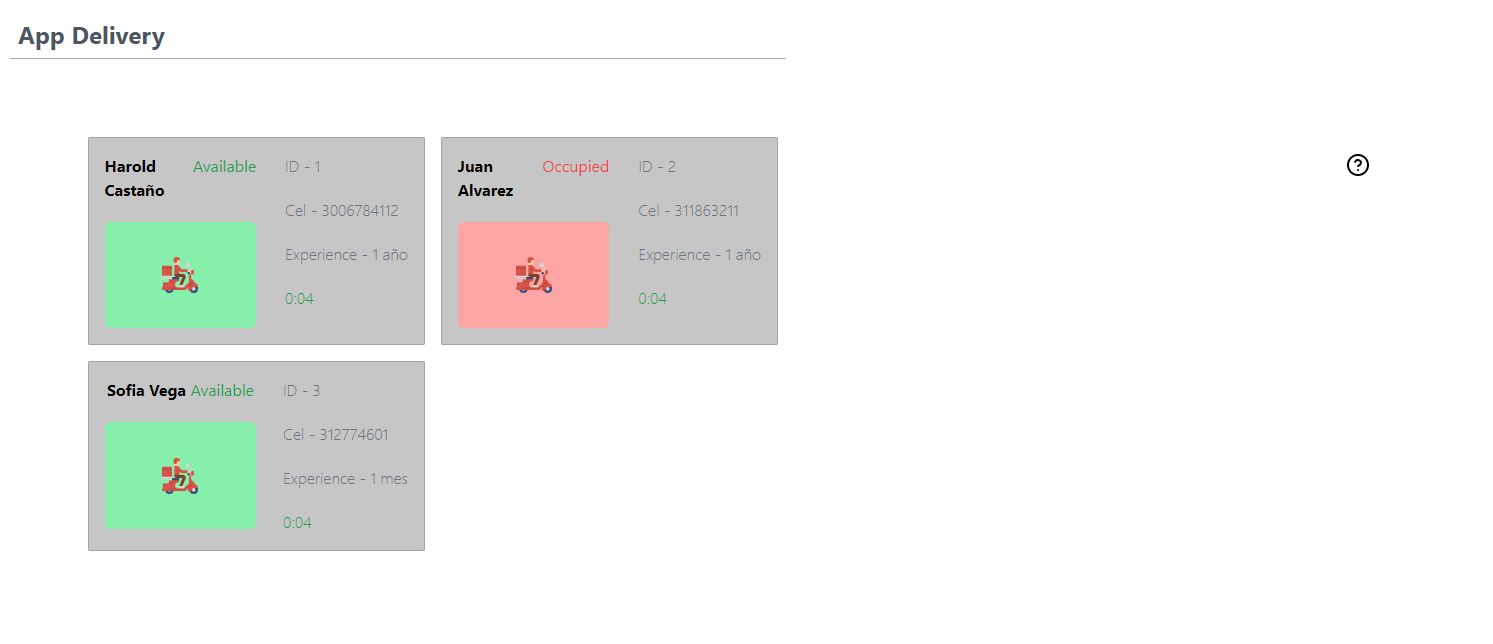 App Delivery
Harold Castaño
Available
ID - 1
Cel - 3006784112
Experience - 1 año
0:04
Juan Alvarez
Occupied
ID - 2
Cel - 311863211
Experience - 1 año
0:04
Sofia Vega
Available
ID - 3
Cel - 312774601
Experience - 1 mes
0:04
?